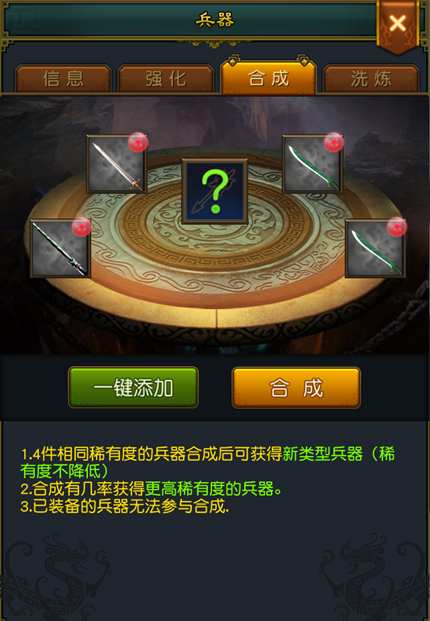 兵器
信息 强化 合成 洗炼
一键添加 合成
1.4件相同稀有度的兵器合成后可获得新类型兵器（稀
有度不降低）
2.合成有几率获得更高稀有度的兵器。
3.已装备的兵器无法参与合成.